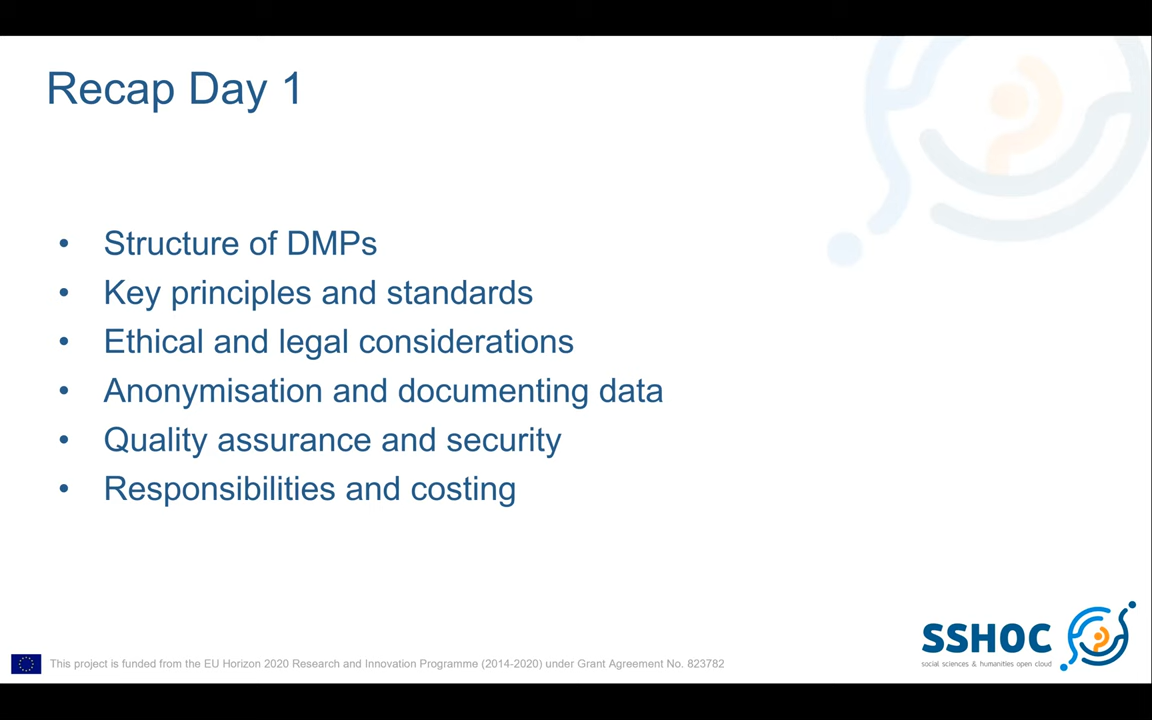 Recap Day 1
• Structure of DMPs
• Key principles and standards
• Ethical and legal considerations
• Anonymisation and documenting data
• Quality assurance and security
• Responsibilities and costing
SSHOC
social sciences & humanities open cloud
This project is funded from the EU Horizon 2020 Research and Innovation Programme (2014-2020) under Grant Agreement No. 823782